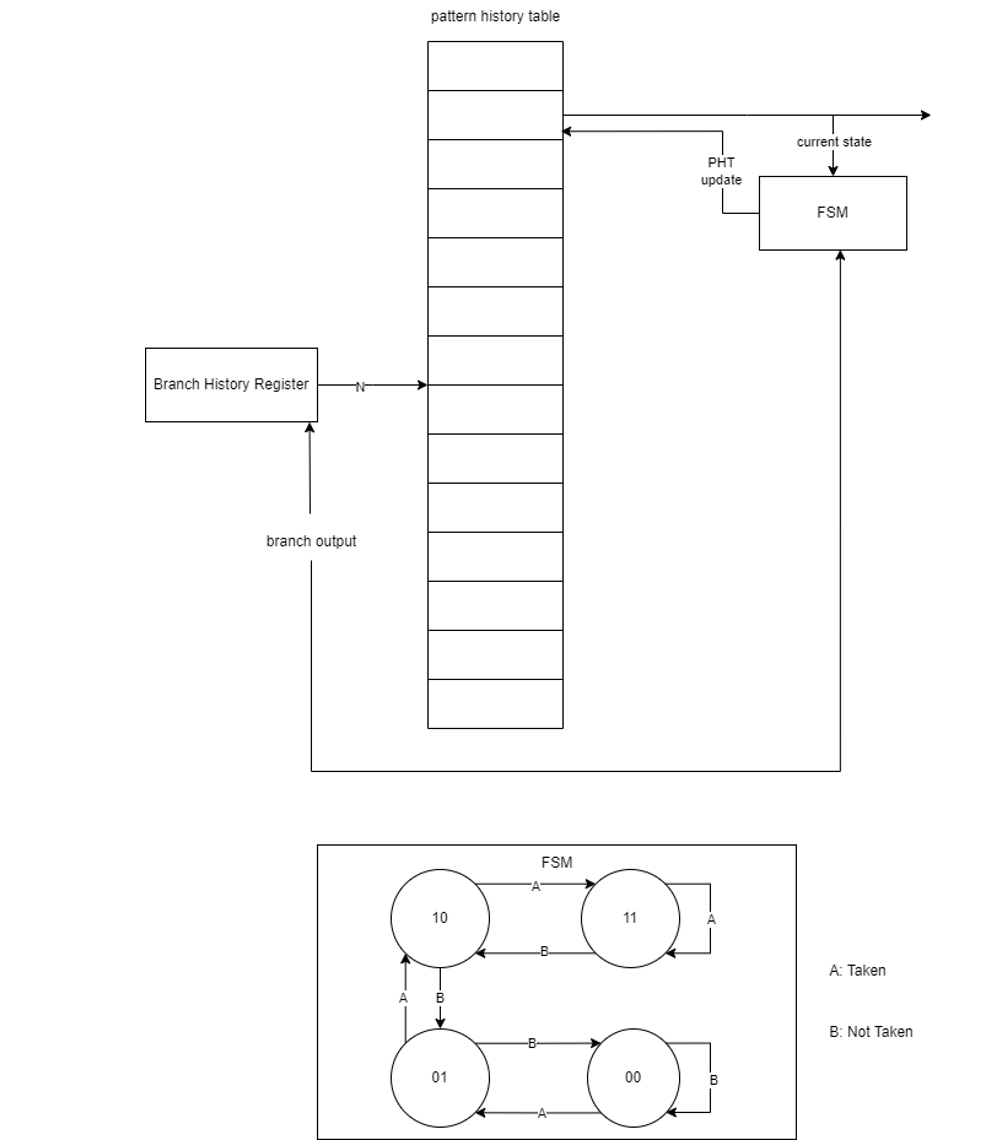 pattern history table
current state
PHT
update
FSM
Branch History Register
N
branch output
FSM
10
A
11
A
B
A
B
01
B
00
B
A
A: Taken
B: Not Taken